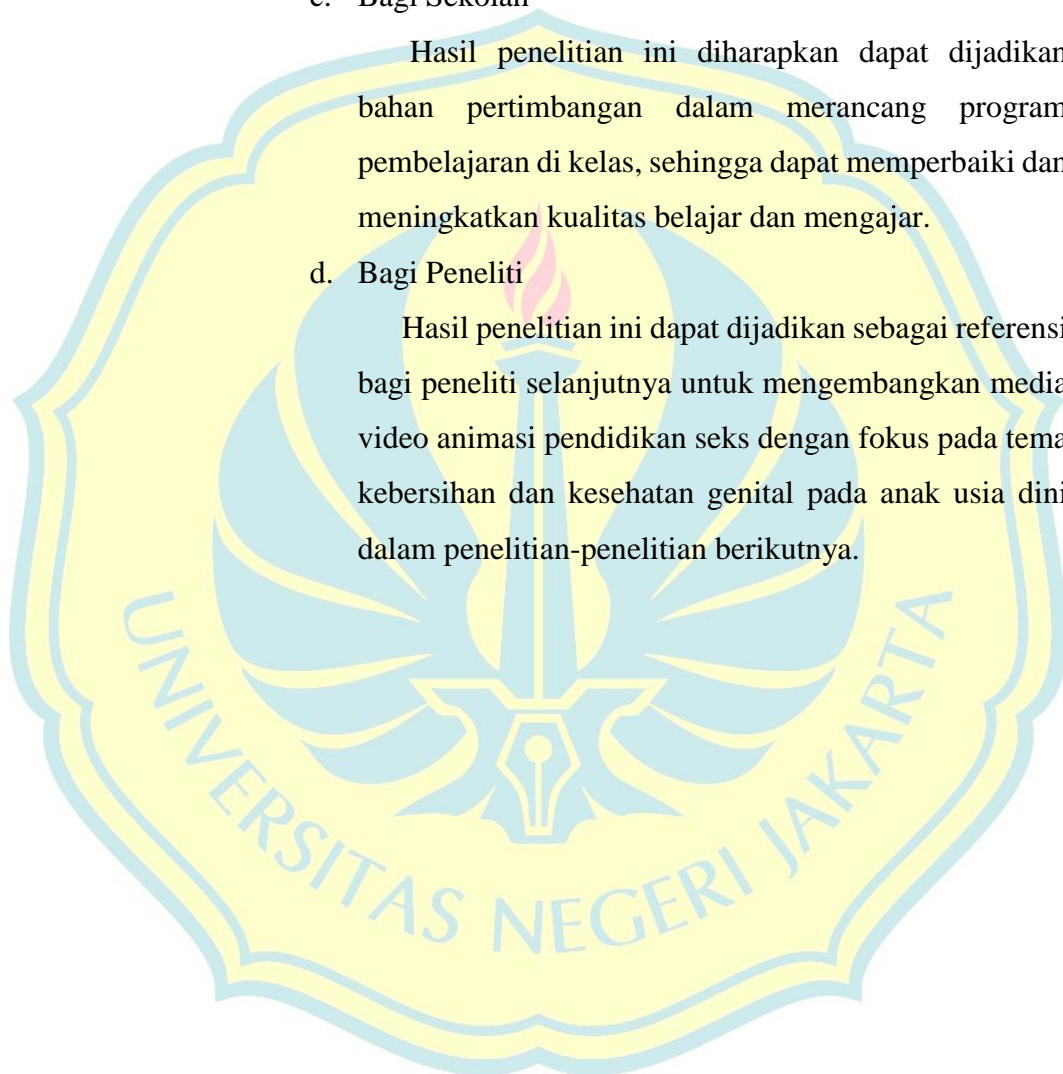 c. Bagi Sekolah
Hasil penelitian ini diharapkan dapat dijadikan
bahan pertimbangan dalam merancang program
pembelajaran di kelas, sehingga dapat memperbaiki dan
meningkatkan kualitas belajar dan mengajar.
d. Bagi Peneliti
Hasil penelitian ini dapat dijadikan sebagai referensi
bagi peneliti selanjutnya untuk mengembangkan media
video animasi pendidikan seks dengan fokus pada tema
kebersihan dan kesehatan genital pada anak usia dini
dalam penelitian-penelitian berikutnya.
UNIVERSITAS NEGERI JAKARTA